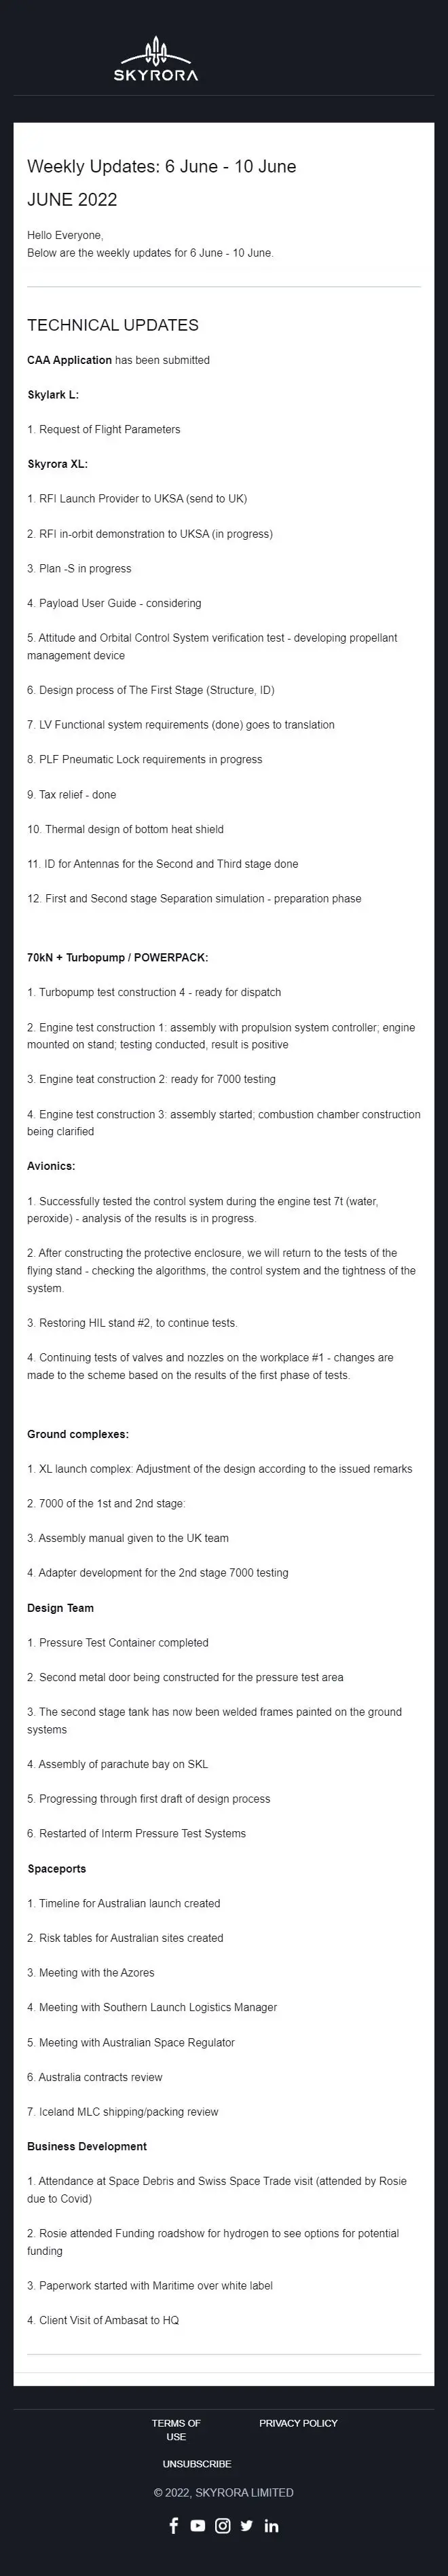 SKYRORA
Weekly Updates: 6 June - 10 June
JUNE 2022
Hello Everyone,
Below are the weekly updates for 6 June - 10 June.
TECHNICAL UPDATES
CAA Application has been submitted
Skylark L:
1. Request of Flight Parameters
Skyrora XL:
1. RFI Launch Provider to UKSA (send to UK)
2. RFI in-orbit demonstration to UKSA (in progress)
3. Plan -S in progress
4. Payload User Guide - considering
5. Attitude and Orbital Control System verification test - developing propellant
management device
6. Design process of The First Stage (Structure, ID)
7. LV Functional system requirements (done) goes to translation
8. PLF Pneumatic Lock requirements in progress
9. Tax relief - done
10. Thermal design of bottom heat shield
11. ID for Antennas for the Second and Third stage done
12. First and Second stage Separation simulation - preparation phase
70kN + Turbopump / POWERPACK:
1. Turbopump test construction 4 - ready for dispatch
2. Engine test construction 1: assembly with propulsion system controller; engine
mounted on stand; testing conducted, result is positive
3. Engine teat construction 2: ready for 7000 testing
4. Engine test construction 3: assembly started; combustion chamber construction
being clarified
Avionics:
1. Successfully tested the control system during the engine test 7t (water,
peroxide) - analysis of the results is in progress.
2. After constructing the protective enclosure, we will return to the tests of the
flying stand - checking the algorithms, the control system and the tightness of the
system.
3. Restoring HIL stand #2, to continue tests.
4. Continuing tests of valves and nozzles on the workplace #1 - changes are
made to the scheme based on the results of the first phase of tests.
Ground complexes:
1. XL launch complex: Adjustment of the design according to the issued remarks
2. 7000 of the 1st and 2nd stage:
3. Assembly manual given to the UK team
4. Adapter development for the 2nd stage 7000 testing
Design Team
1. Pressure Test Container completed
2. Second metal door being constructed for the pressure test area
3. The second stage tank has now been welded frames painted on the ground
systems
4. Assembly of parachute bay on SKL
5. Progressing through first draft of design process
6. Restarted of Interm Pressure Test Systems
Spaceports
1. Timeline for Australian launch created
2. Risk tables for Australian sites created
3. Meeting with the Azores
4. Meeting with Southern Launch Logistics Manager
5. Meeting with Australian Space Regulator
6. Australia contracts review
7. Iceland MLC shipping/packing review
Business Development
1. Attendance at Space Debris and Swiss Space Trade visit (attended by Rosie
due to Covid)
2. Rosie attended Funding roadshow for hydrogen to see options for potential
funding
3. Paperwork started with Maritime over white label
4. Client Visit of Ambasat to HQ
TERMS OF
USE
PRIVACY POLICY
UNSUBSCRIBE
© 2022, SKYRORA LIMITED